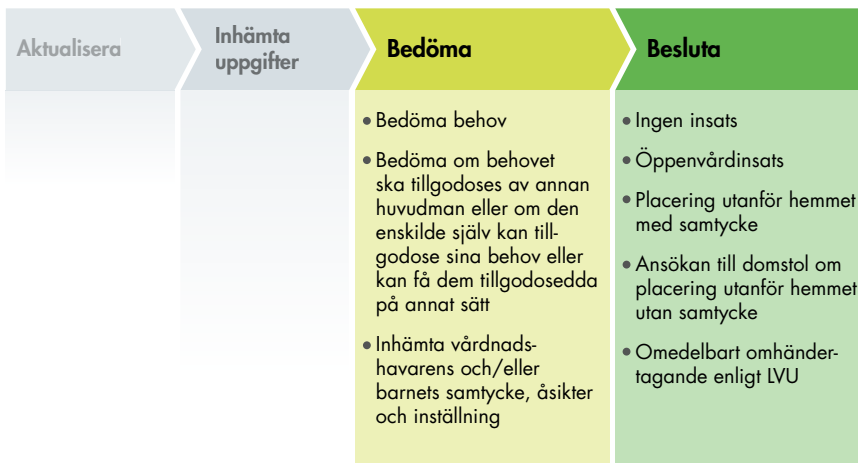 Aktualisera
Inhämta
uppgifter
Bedöma
Besluta
• Bedöma behov
• Bedöma om behovet
ska tillgodoses av annan
huvudman eller om den
enskilde själv kan till-
godose sina behov eller
kan få dem tillgodosedda
på annat sätt
• Inhämta vårdnads-
havarens och/eller
barnets samtycke, åsikter
och inställning
• Ingen insats
• Öppenvårdinsats
• Placering utanför hemmet
med samtycke
• Ansökan till domstol om
placering utanför hemmet
utan samtycke
• Omedelbart omhänder-
tagande enligt LVU